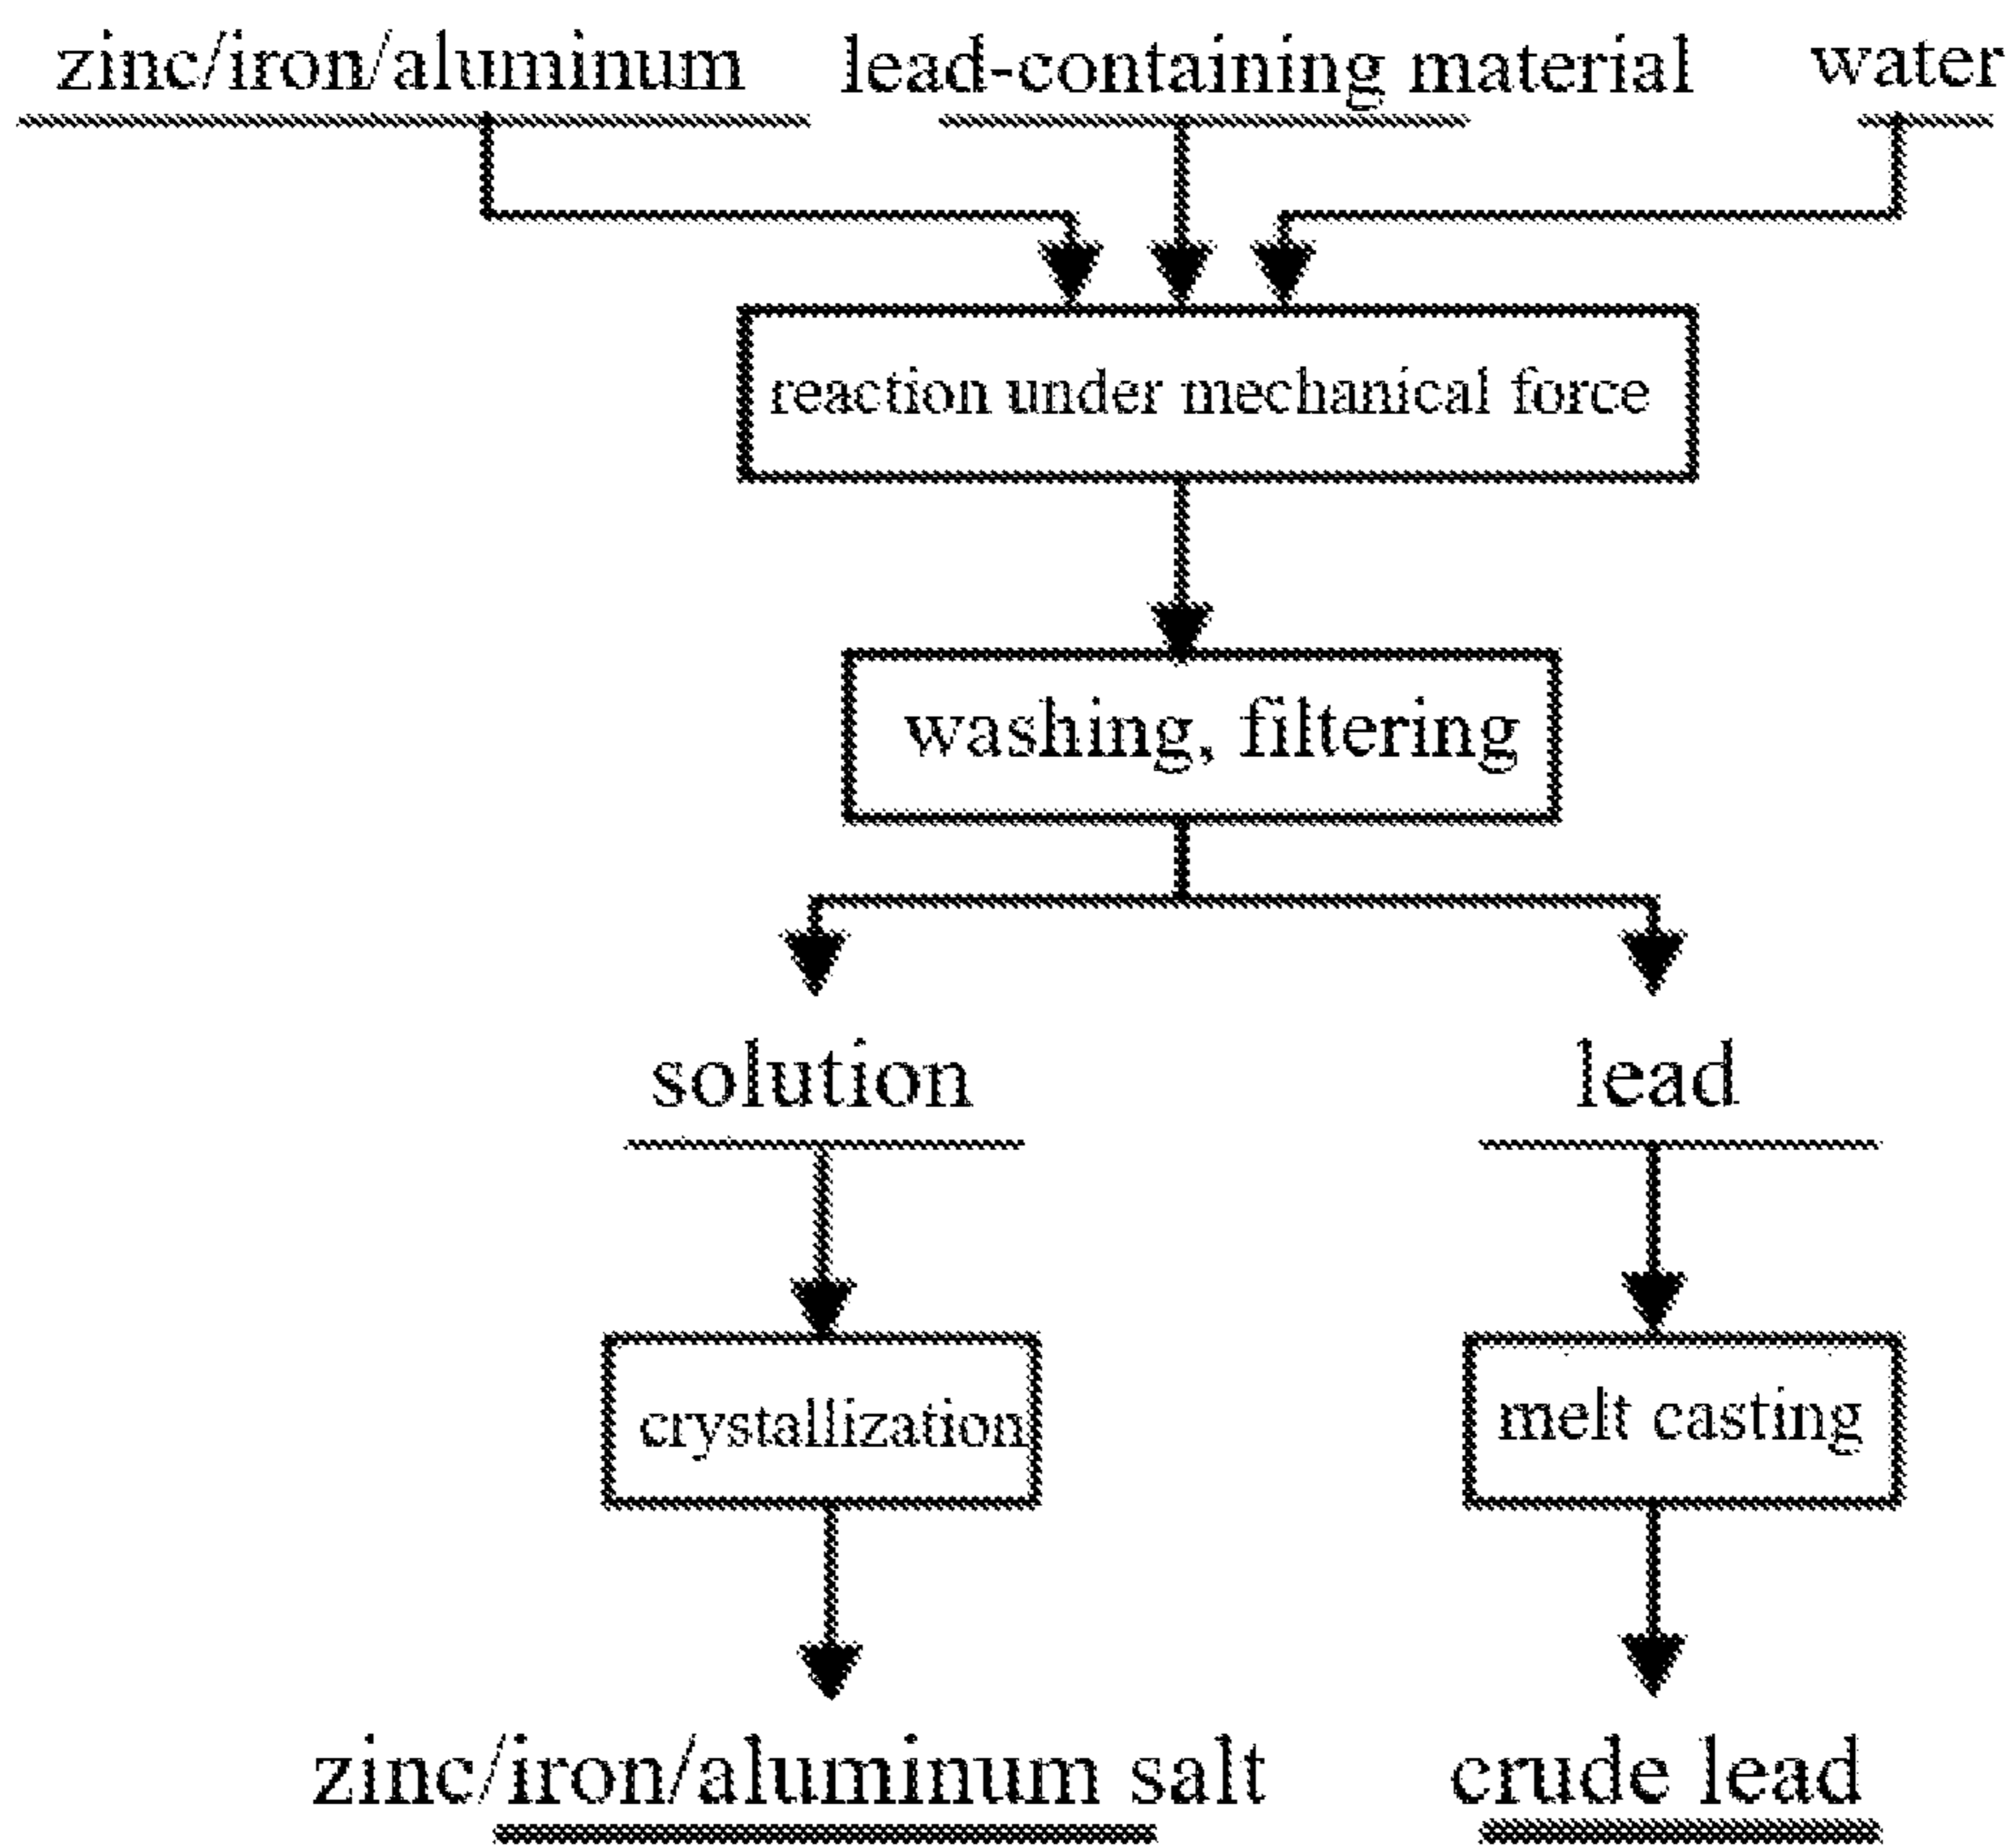 zinc/iron/aluminum
lead-containing material
water
reaction under mechanical force
washing, filtering
solution
lead
crystallization
melt casting
zinc/iron/aluminum salt
crude lead